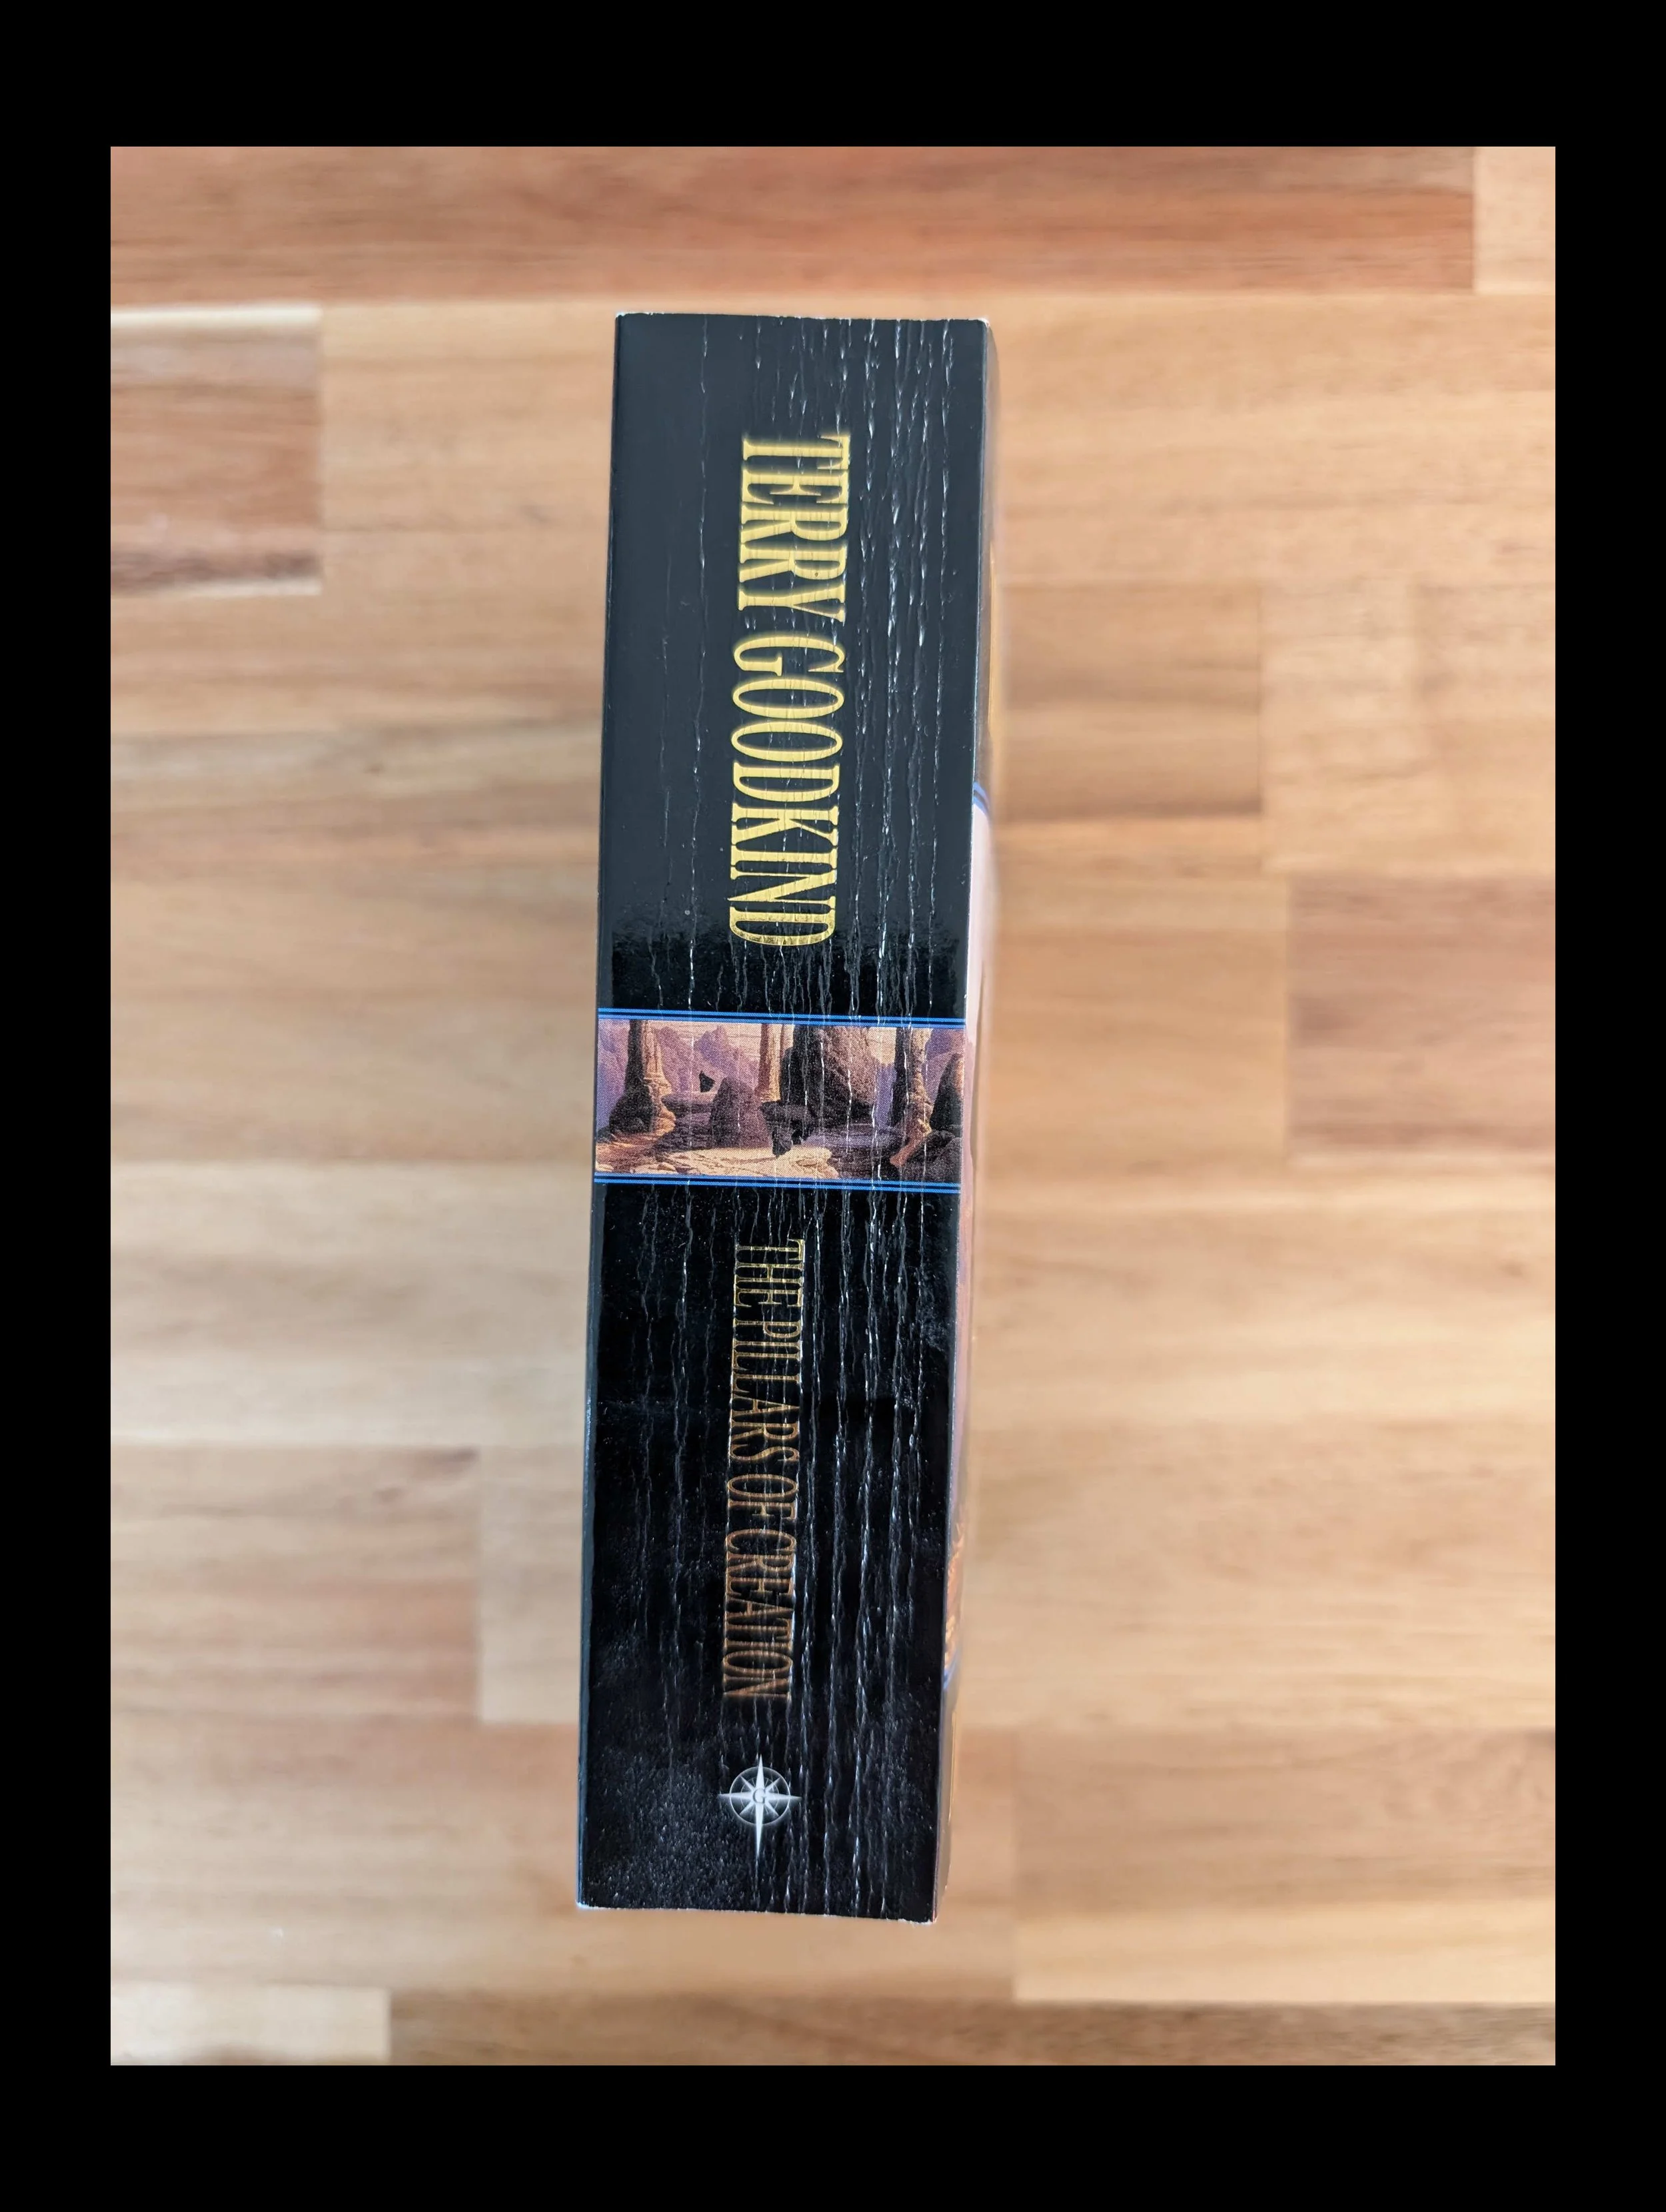 TERRY GOODKIND
THE PILLARS OF CREATION
G